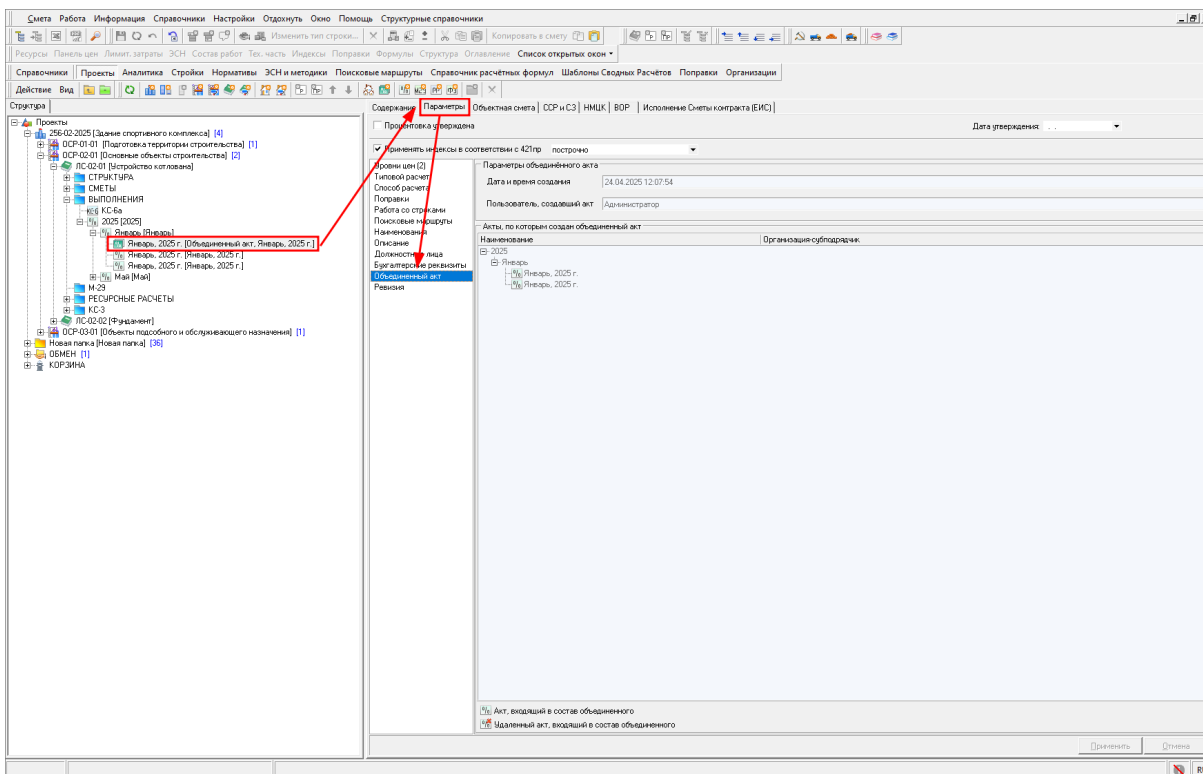 Смета Работа Информация Справочники Настройки Отдохнуть Окно Помощь Структурные справочники
Изменить тип строки... Копировать в смету
Ресурсы Панель цен Лимит. затраты ЭСН Состав работ Тех. часть Индексы Поправки Формулы Структура Оглавление Список открытых окон
Справочники Проекты Аналитика Стройки Нормативы ЭСН и методики Поисковые маршруты Справочник расчётных формул Шаблоны Сводных Расчётов Поправки Организации
Действие Вид
Структура
Проекты
256-02-2025 [Здание спортивного комплекса] [4]
ОСР-01-01 [Подготовка территории строительства] [1]
ОСР-02-01 [Основные объекты строительства] [2]
ЛС-02-01 [Устройство котлована]
СТРУКТУРА
СМЕТЫ
ВЫПОЛНЕНИЯ
КС-6а
2025 [2025]
Январь [Январь]
Январь, 2025 г. [Объединенный акт, Январь, 2025 г.]
Январь, 2025 г. [Январь, 2025 г.]
Январь, 2025 г. [Январь, 2025 г.]
Май [Май]
М-29
РЕСУРСНЫЕ РАСЧЕТЫ
КС-3
ЛС-02-02 [Фундамент]
ОСР-03-01 [Объекты подсобного и обслуживающего назначения] [1]
Новая папка [Новая папка] [36]
ОБМЕН [1]
КОРЗИНА
Содержание Параметры Объектная смета ССР и СЗ НМЦК ВОР Исполнение Сметы контракта (ЕИС)
Процентовка утверждена Дата утверждения: . .
Применять индексы в соответствии с 421пр построчно
Уровни цен (2)
Типовой расчет
Способ расчета
Поправки
Работа со строками
Поисковые маршруты
Наименования
Описание
Должностные лица
Бухгалтерские реквизиты
Объединенный акт
Ревизия
Параметры объединённого акта
Дата и время создания 24.04.2025 12:07:54
Пользователь, создавший акт Администратор
Акты, по которым создан объединенный акт
Наименование Организация-субподрядчик
2025
Январь
Январь, 2025 г.
Январь, 2025 г.
Акт, входящий в состав объединенного
Удаленный акт, входящий в состав объединенного
Применить Отмена